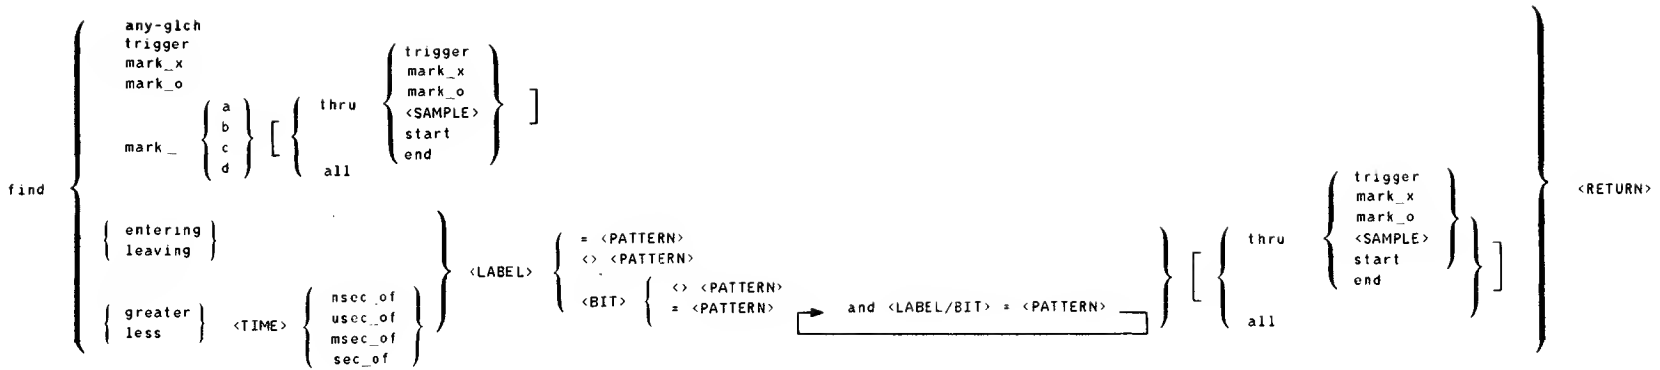 find
any-glch
trigger
mark_x
mark_o
mark_
a
b
c
d
[
thru
all
trigger
mark_x
mark_o
<SAMPLE>
start
end
]
entering
leaving
greater
less
<TIME>
nsec_of
usec_of
msec_of
sec_of
<LABEL>
= <PATTERN>
<> <PATTERN>
<BIT>
<> <PATTERN>
= <PATTERN>
and <LABEL/BIT> = <PATTERN>
[
thru
all
trigger
mark_x
mark_o
<SAMPLE>
start
end
]
<RETURN>